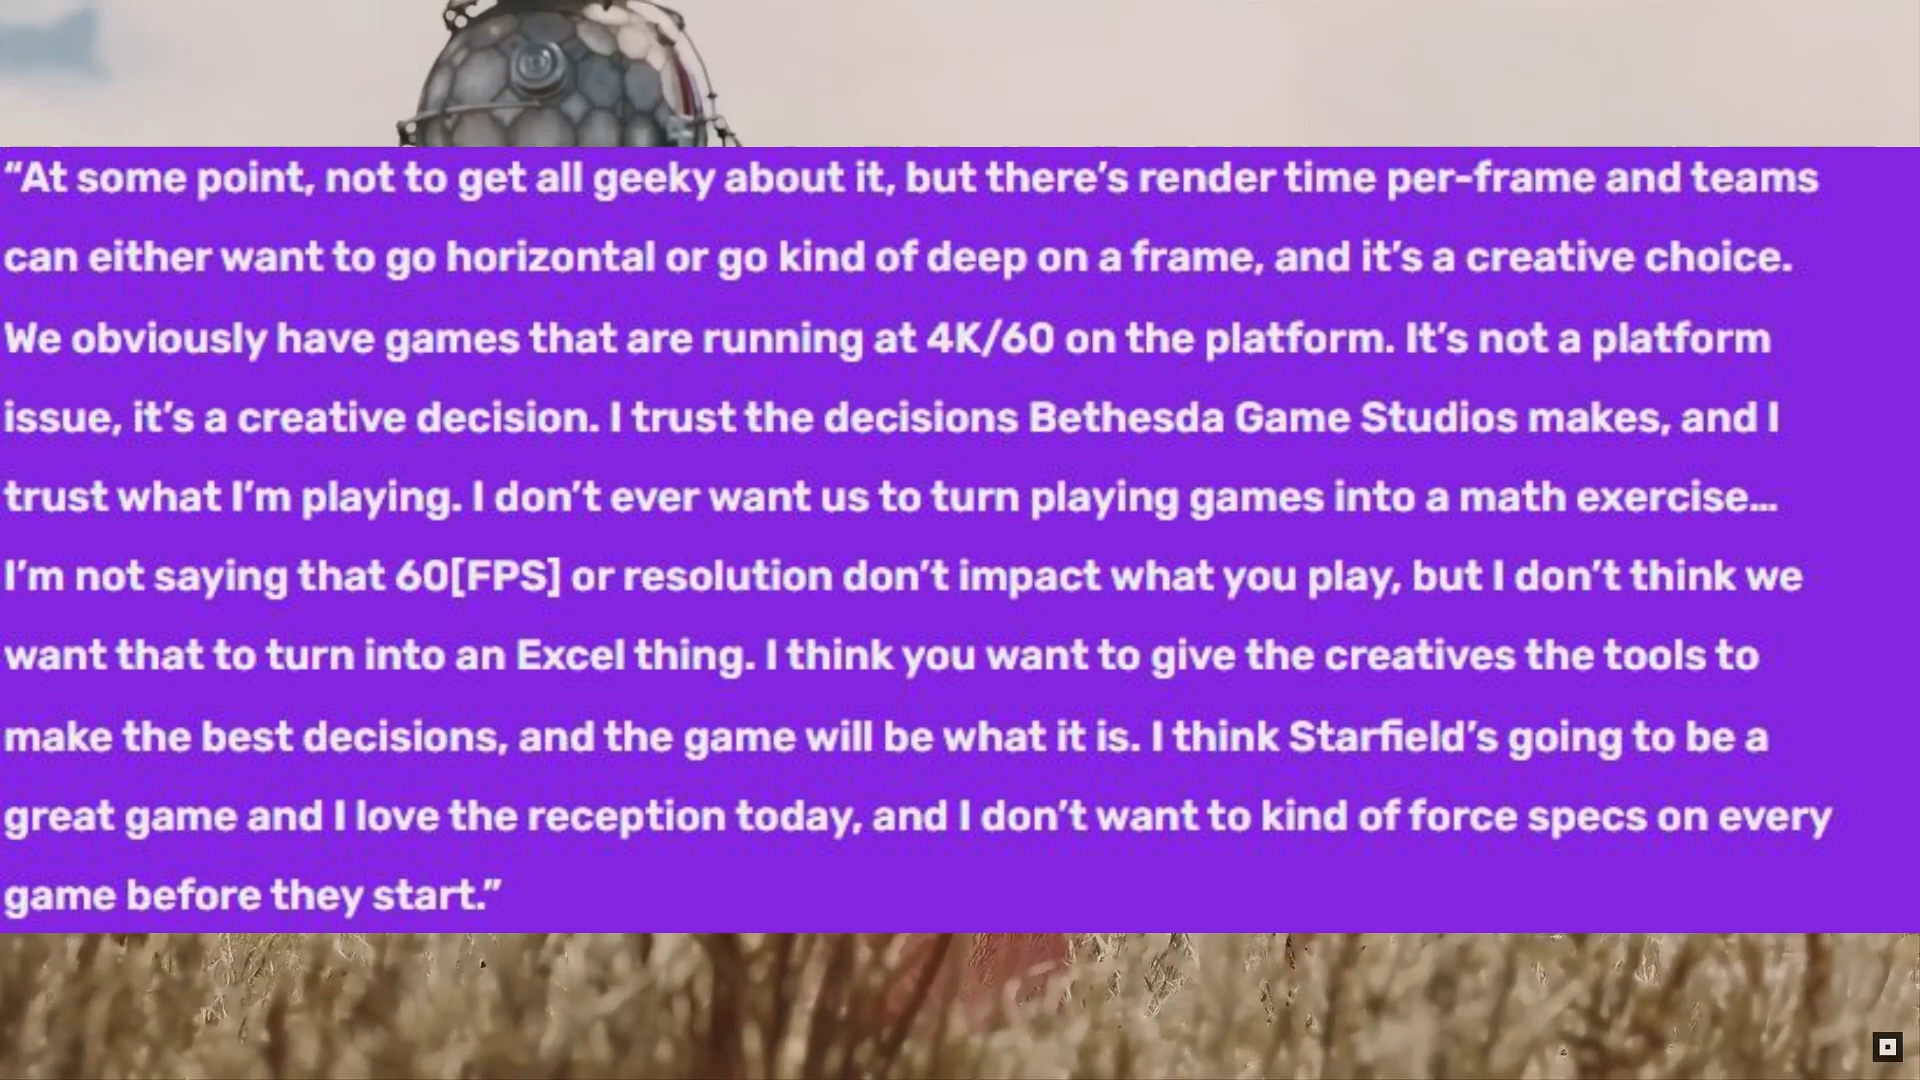 “At some point, not to get all geeky about it, but there’s render time per-frame and teams
can either want to go horizontal or go kind of deep on a frame, and it’s a creative choice.
We obviously have games that are running at 4K/60 on the platform. It’s not a platform
issue, it’s a creative decision. I trust the decisions Bethesda Game Studios makes, and I
trust what I’m playing. I don’t ever want us to turn playing games into a math exercise…
I’m not saying that 60[FPS] or resolution don’t impact what you play, but I don’t think we
want that to turn into an Excel thing. I think you want to give the creatives the tools to
make the best decisions, and the game will be what it is. I think Starfield’s going to be a
great game and I love the reception today, and I don’t want to kind of force specs on every
game before they start.”